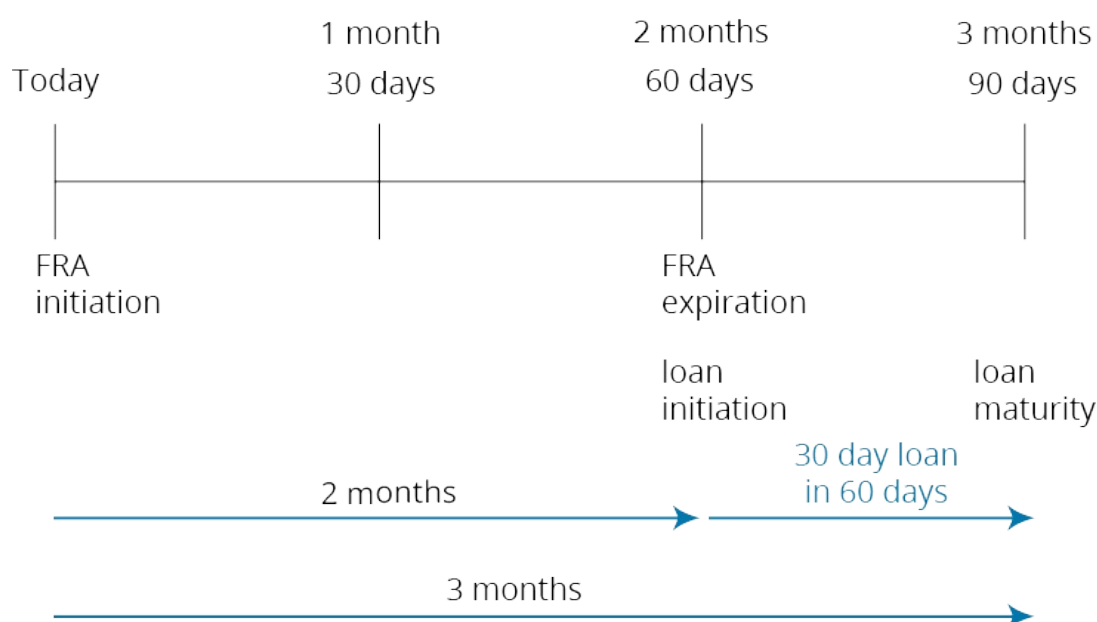 1 month
2 months
3 months
Today
30 days
60 days
90 days
FRA
initiation
FRA
expiration
loan
initiation
loan
maturity
30 day loan
in 60 days
2 months
3 months